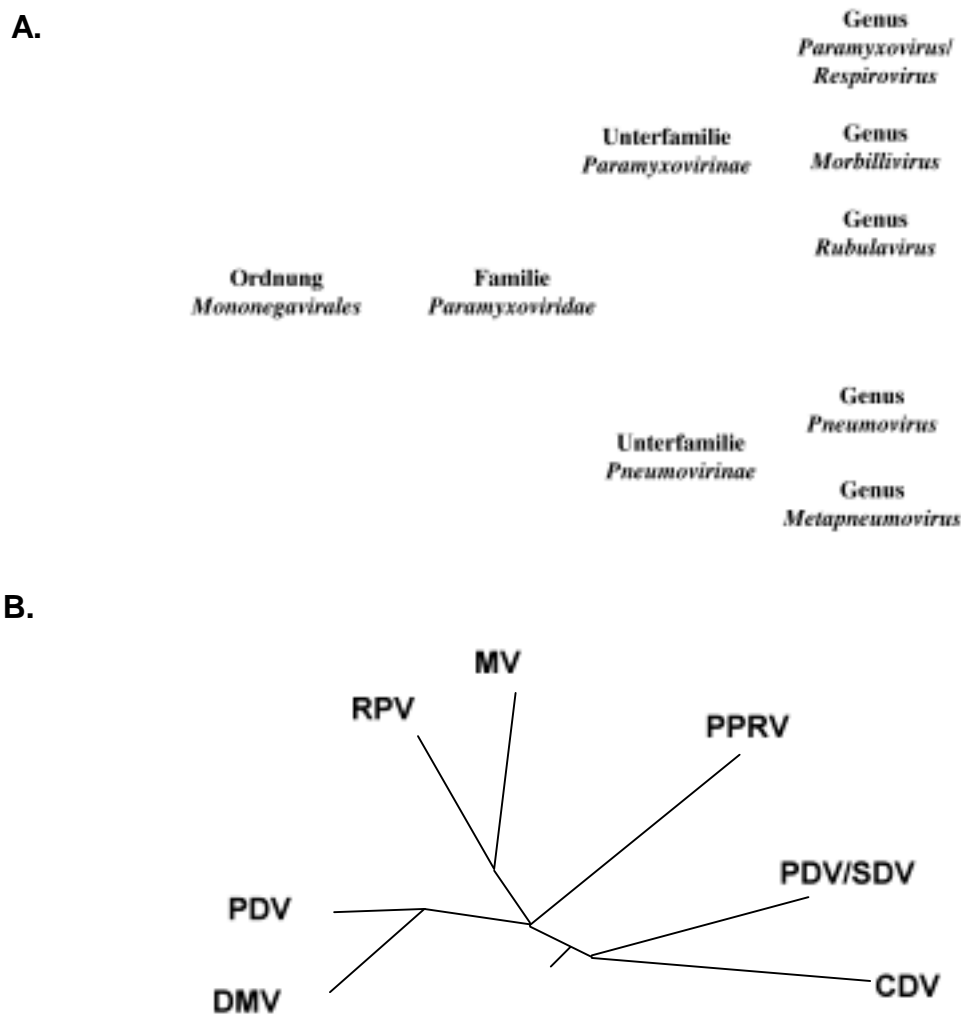 A.
Genus
Paramyxovirus/
Respirovirus
Unterfamilie
Paramyxovirinae
Genus
Morbillivirus
Genus
Rubulavirus
Ordnung
Mononegavirales
Familie
Paramyxoviridae
Genus
Pneumovirus
Unterfamilie
Pneumovirinae
Genus
Metapneumovirus
B.
MV
RPV
PPRV
PDV/SDV
PDV
CDV
DMV